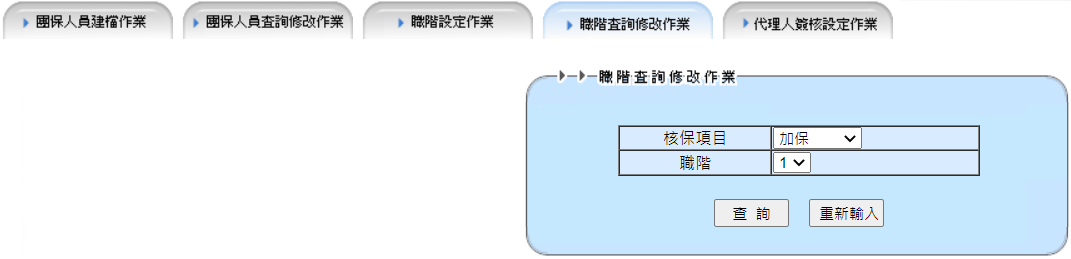 團保人員建檔作業
團保人員查詢修改作業
職階設定作業
職階查詢修改作業
代理人簽核設定作業
職階查詢修改作業
核保項目 加保
職階 1
查 詢 重新輸入